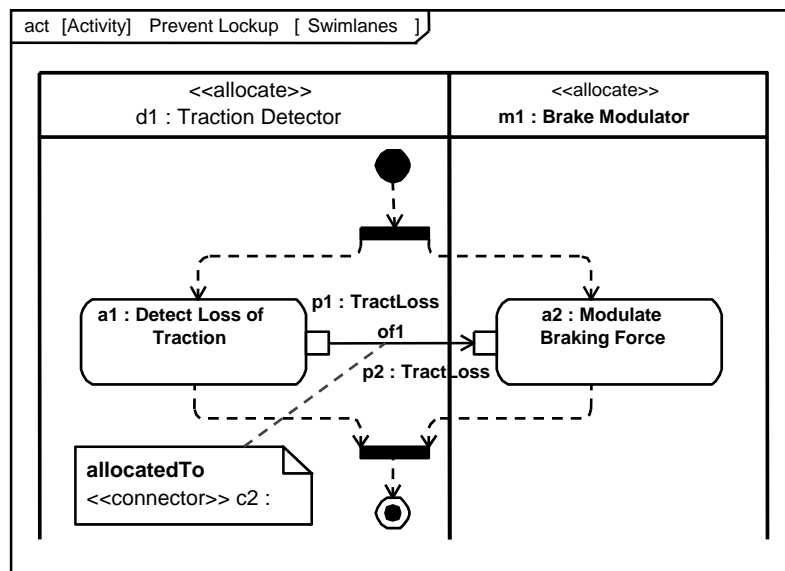 act [Activity] Prevent Lockup [ Swimlanes ]
<<allocate>>
d1 : Traction Detector
<<allocate>>
m1 : Brake Modulator
a1 : Detect Loss of
Traction
p1 : TractLoss
of1
p2 : TractLoss
a2 : Modulate
Braking Force
allocatedTo
<<connector>> c2 :